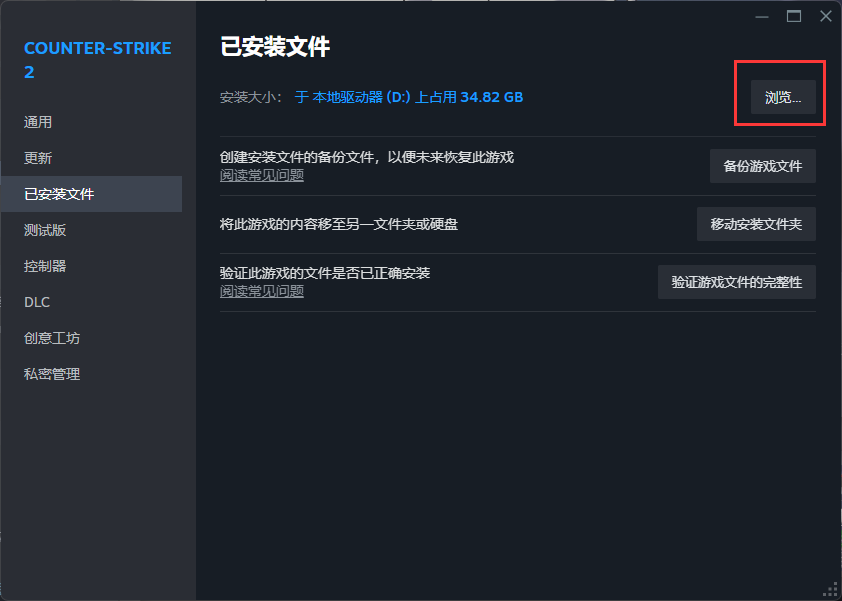 COUNTER-STRIKE
2
通用
更新
已安装文件
测试版
控制器
DLC
创意工坊
私密管理
已安装文件
安装大小： 于 本地驱动器 (D:) 上占用 34.82 GB
浏览...
创建安装文件的备份文件，以便未来恢复此游戏
阅读常见问题
备份游戏文件
将此游戏的内容移至另一文件夹或硬盘
移动安装文件夹
验证此游戏的文件是否已正确安装
阅读常见问题
验证游戏文件的完整性